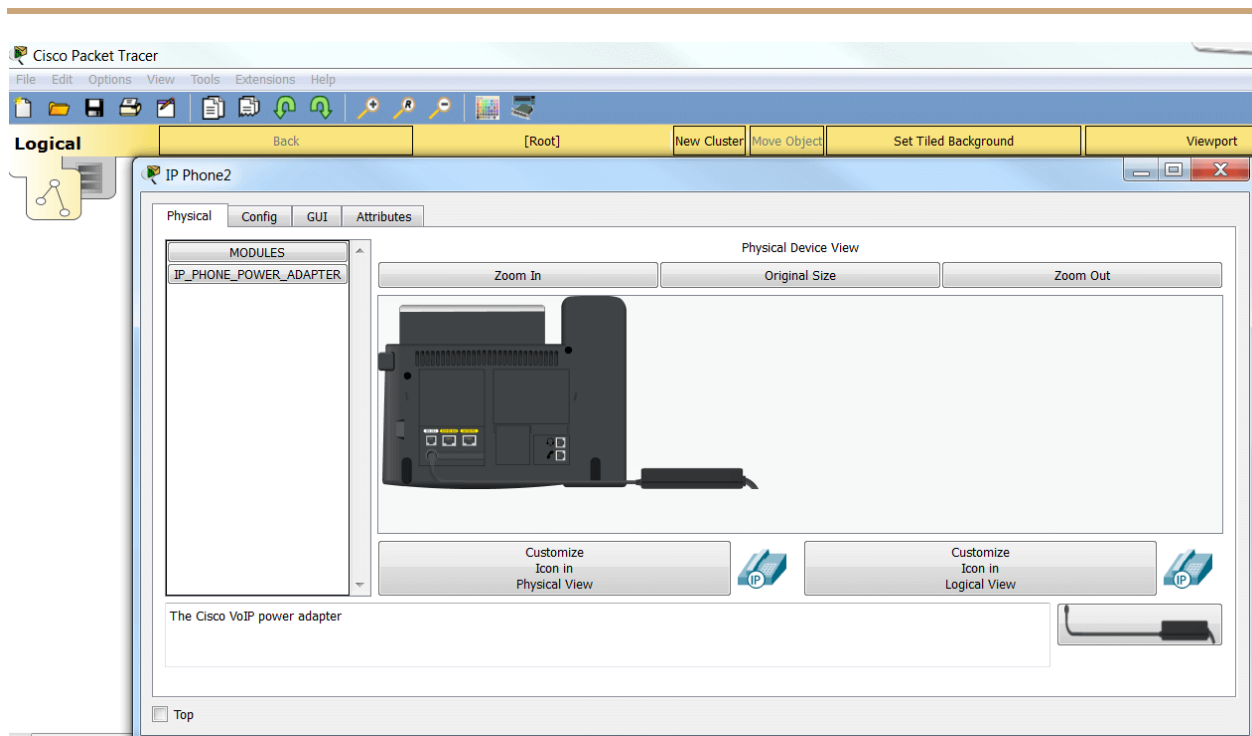 Cisco Packet Tracer
File Edit Options View Tools Extensions Help
Logical Back [Root] New Cluster Move Object Set Tiled Background Viewport
IP Phone2
Physical Config GUI Attributes
MODULES
IP_PHONE_POWER_ADAPTER
Physical Device View
Zoom In Original Size Zoom Out
Customize
Icon in
Physical View
IP
Customize
Icon in
Logical View
IP
The Cisco VoIP power adapter
Top